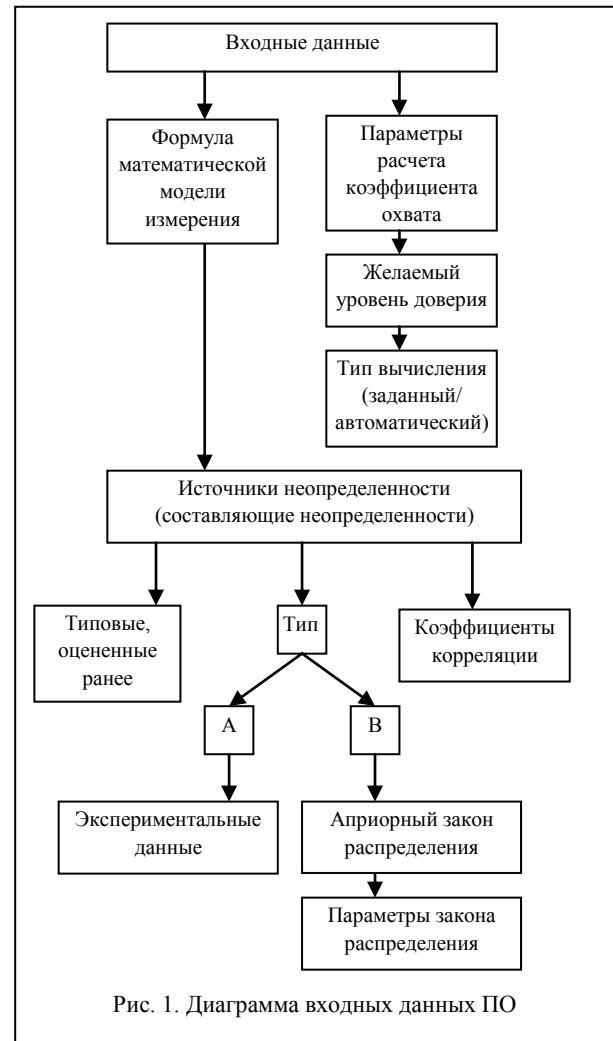 Входные данные
Формула
математической
модели
измерения
Параметры
расчета
коэффициента
охвата
Желаемый
уровень доверия
Тип вычисления
(заданный/
автоматический)
Источники неопределенности
(составляющие неопределенности)
Типовые,
оцененные
ранее
Тип
Коэффициенты
корреляции
А
В
Экспериментальные
данные
Априорный закон
распределения
Параметры закона
распределения
Рис. 1. Диаграмма входных данных ПО